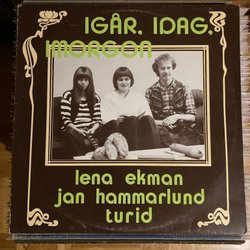 IGÅR, IDAG,
IMORGON
lena ekman
jan hammarlund
turid